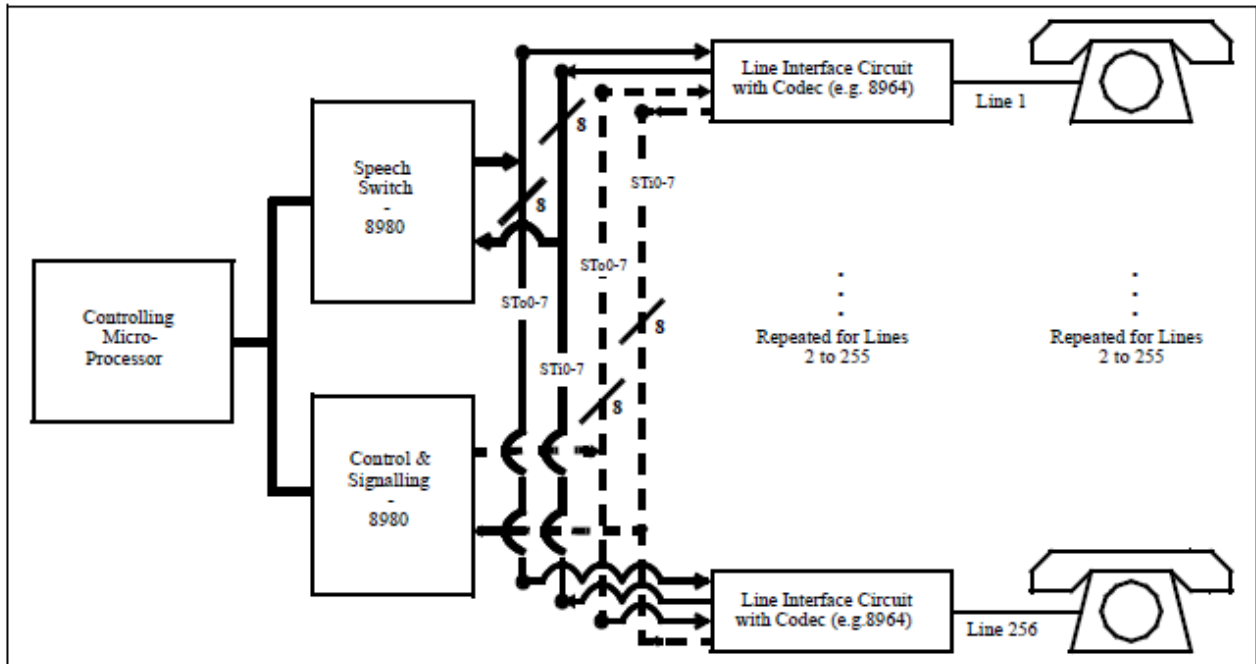 Line Interface Circuit
with Codec (e.g. 8964)
Line 1
8
Speech
Switch
-
8980
8
STi0-7
STo0-7
STo0-7
Controlling
Micro-
Processor
8
STi0-7
8
Repeated for Lines
2 to 255
Repeated for Lines
2 to 255
Control &
Signalling
-
8980
Line Interface Circuit
with Codec (e.g.8964)
Line 256